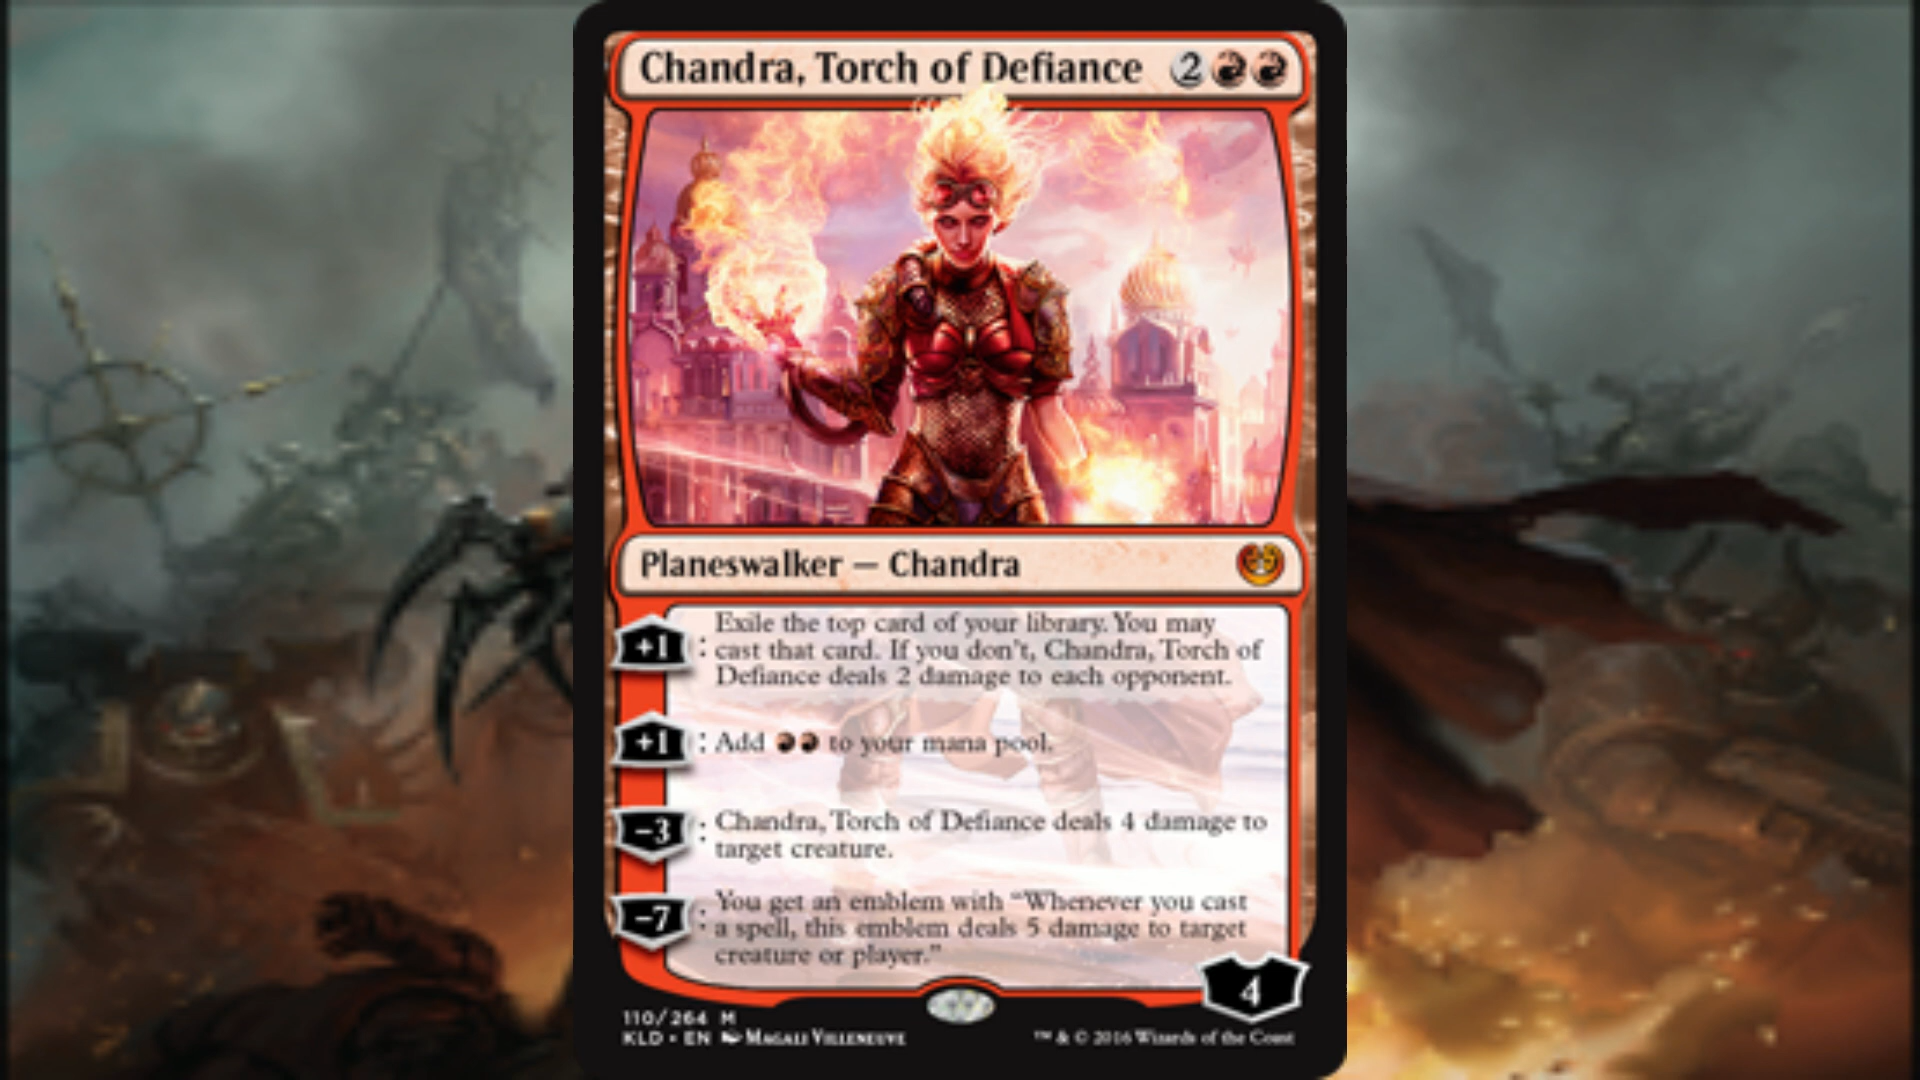 Chandra, Torch of Defiance 2
Planeswalker — Chandra
+1 : Exile the top card of your library. You may
cast that card. If you don't, Chandra, Torch of
Defiance deals 2 damage to each opponent.
+1 : Add to your mana pool.
−3 : Chandra, Torch of Defiance deals 4 damage to
target creature.
−7 : You get an emblem with “Whenever you cast
a spell, this emblem deals 5 damage to target
creature or player.”
4
110/264 M
KLD • EN Magali Villeneuve
™ & © 2016 Wizards of the Coast